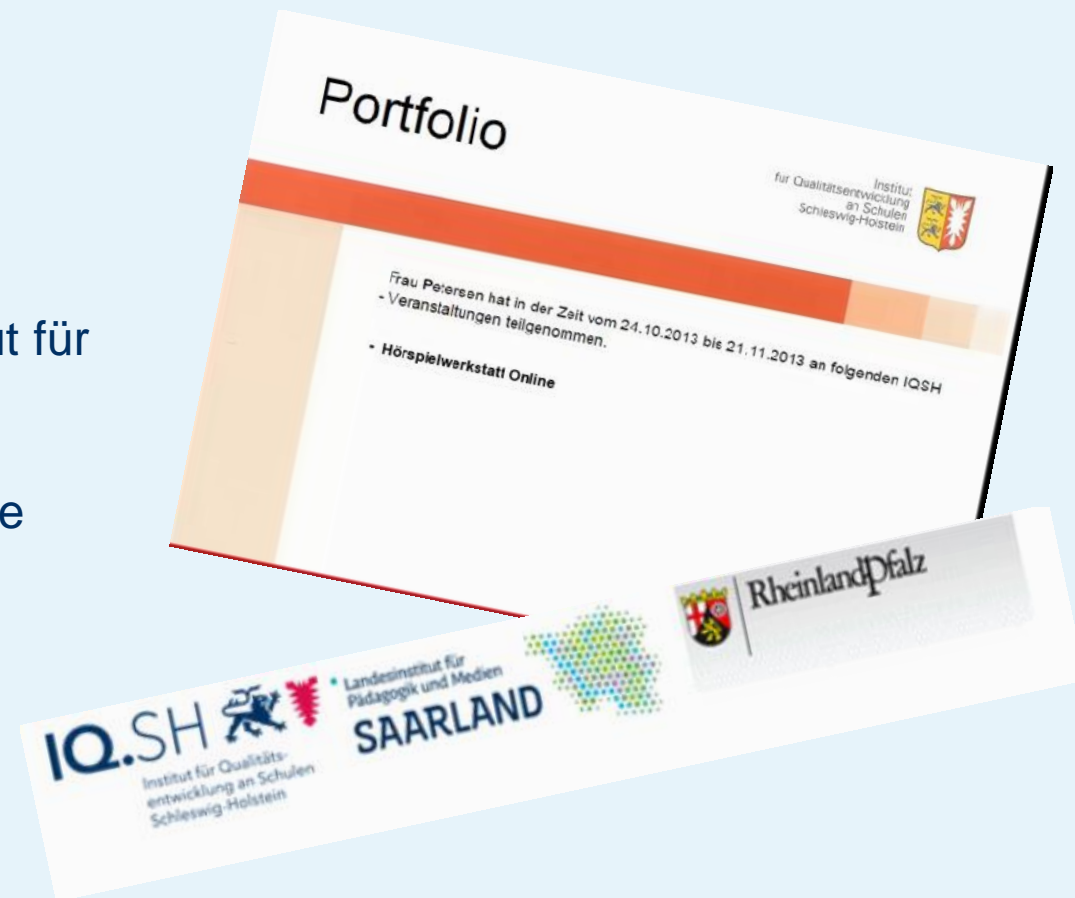 Portfolio
Institut
für Qualitätsentwicklung
an Schulen
Schleswig-Holstein
Frau Petersen hat in der Zeit vom 24.10.2013 bis 21.11.2013 an folgenden IQSH
- Veranstaltungen teilgenommen.
- Hörspielwerkstatt Online
t für
e
IQ.SH
Institut für Qualitäts-
entwicklung an Schulen
Schleswig-Holstein
Landesinstitut für
Pädagogik und Medien
SAARLAND
RheinlandPfalz